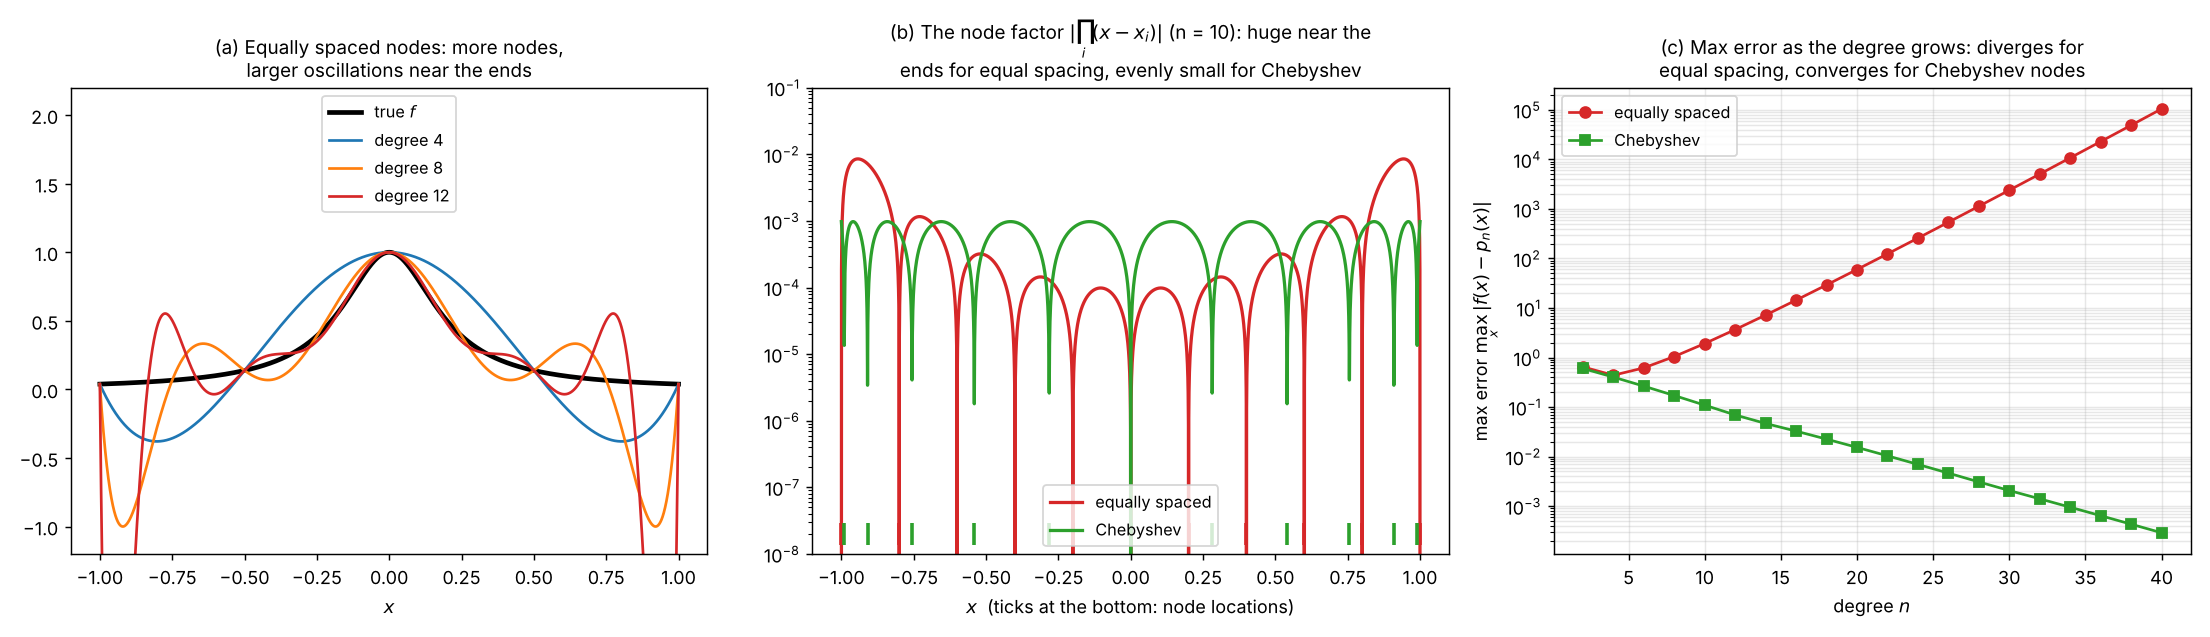 (a) Equally spaced nodes: more nodes,
larger oscillations near the ends
2.0
1.5
1.0
0.5
0.0
−0.5
−1.0
true f
degree 4
degree 8
degree 12
−1.00 −0.75 −0.50 −0.25 0.00 0.25 0.50 0.75 1.00
x
(b) The node factor |∏ᵢ(x − xᵢ)| (n = 10): huge near the
ends for equal spacing, evenly small for Chebyshev
10⁻¹
10⁻²
10⁻³
10⁻⁴
10⁻⁵
10⁻⁶
10⁻⁷
10⁻⁸
equally spaced
Chebyshev
−1.00 −0.75 −0.50 −0.25 0.00 0.25 0.50 0.75 1.00
x (ticks at the bottom: node locations)
(c) Max error as the degree grows: diverges for
equal spacing, converges for Chebyshev nodes
max error maxₓ |f(x) − pₙ(x)|
10⁵
10⁴
10³
10²
10¹
10⁰
10⁻¹
10⁻²
10⁻³
equally spaced
Chebyshev
5 10 15 20 25 30 35 40
degree n